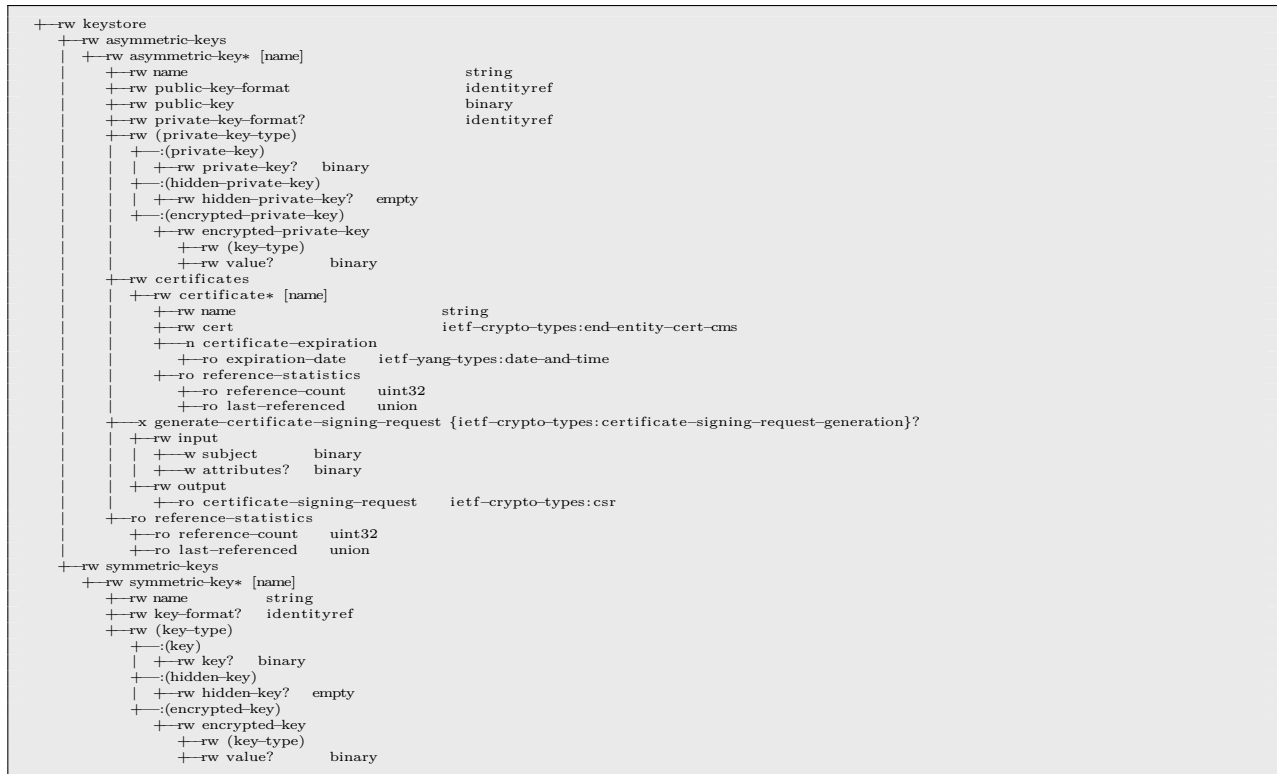 +--rw keystore
   +--rw asymmetric-keys
   |  +--rw asymmetric-key* [name]
   |     +--rw name                                  string
   |     +--rw public-key-format                     identityref
   |     +--rw public-key                            binary
   |     +--rw private-key-format?                   identityref
   |     +--rw (private-key-type)
   |     |  +--:(private-key)
   |     |  |  +--rw private-key?   binary
   |     |  +--:(hidden-private-key)
   |     |  |  +--rw hidden-private-key?   empty
   |     |  +--:(encrypted-private-key)
   |     |     +--rw encrypted-private-key
   |     |        +--rw (key-type)
   |     |        +--rw value?      binary
   |     +--rw certificates
   |     |  +--rw certificate* [name]
   |     |     +--rw name                         string
   |     |     +--rw cert                         ietf-crypto-types:end-entity-cert-cms
   |     |     +---n certificate-expiration
   |     |        +--ro expiration-date    ietf-yang-types:date-and-time
   |     |     +--ro reference-statistics
   |     |        +--ro reference-count    uint32
   |     |        +--ro last-referenced    union
   |     +---x generate-certificate-signing-request {ietf-crypto-types:certificate-signing-request-generation}?
   |     |  +--rw input
   |     |  |  +---w subject       binary
   |     |  |  +---w attributes?   binary
   |     |  +--rw output
   |     |     +--ro certificate-signing-request    ietf-crypto-types:csr
   |     +--ro reference-statistics
   |        +--ro reference-count    uint32
   |        +--ro last-referenced    union
   +--rw symmetric-keys
      +--rw symmetric-key* [name]
         +--rw name           string
         +--rw key-format?    identityref
         +--rw (key-type)
            +--:(key)
            |  +--rw key?   binary
            +--:(hidden-key)
            |  +--rw hidden-key?   empty
            +--:(encrypted-key)
               +--rw encrypted-key
                  +--rw (key-type)
                  +--rw value?      binary